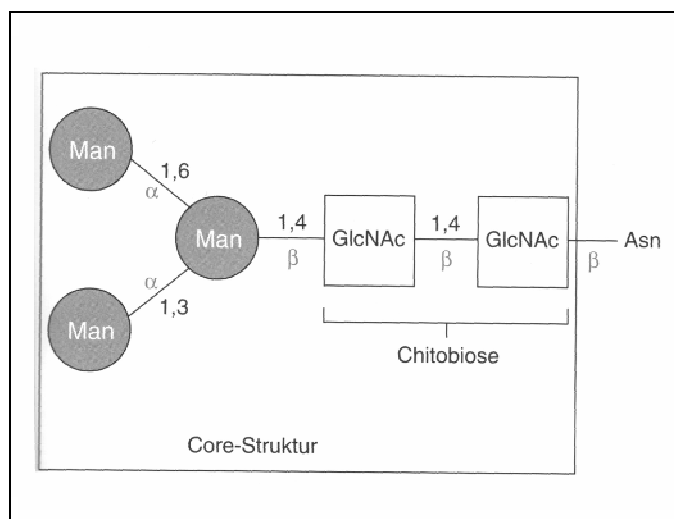 Man
1,6
α
Man
1,4
β
GlcNAc
1,4
β
GlcNAc
β
Asn
α
1,3
Man
Chitobiose
Core-Struktur